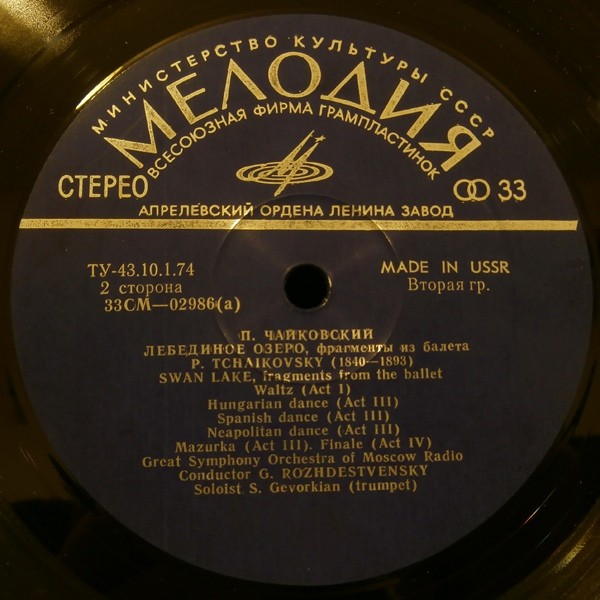 МИНИСТЕРСТВО КУЛЬТУРЫ СССР
МЕЛОДИЯ
ВСЕСОЮЗНАЯ ФИРМА ГРАМПЛАСТИНОК
СТЕРЕО
33
АПРЕЛЕВСКИЙ ОРДЕНА ЛЕНИНА ЗАВОД
ТУ-43.10.1.74
MADE IN USSR
2 сторона
Вторая гр.
33СМ—02986(а)
П. ЧАЙКОВСКИЙ
ЛЕБЕДИНОЕ ОЗЕРО, фрагменты из балета
P. TCHAIKOVSKY (1840—1893)
SWAN LAKE, fragments from the ballet
Waltz (Act I)
Hungarian dance (Act III)
Spanish dance (Act III)
Neapolitan dance (Act III)
Mazurka (Act III). Finale (Act IV)
Great Symphony Orchestra of Moscow Radio
Conductor G. ROZHDESTVENSKY
Soloist S. Gevorkian (trumpet)